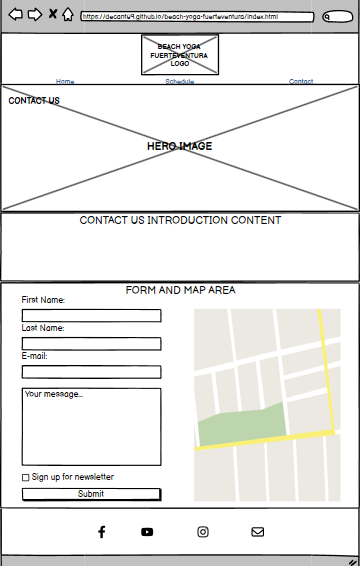 https://decanty9.github.io/beach-yoga-fuerteventura/index.html
BEACH YOGA
FUERTEVENTURA
LOGO
Home
Schedule
Contact
CONTACT US
HERO IMAGE
CONTACT US INTRODUCTION CONTENT
FORM AND MAP AREA
First Name:
Last Name:
E-mail:
Your message...
Sign up for newsletter
Submit